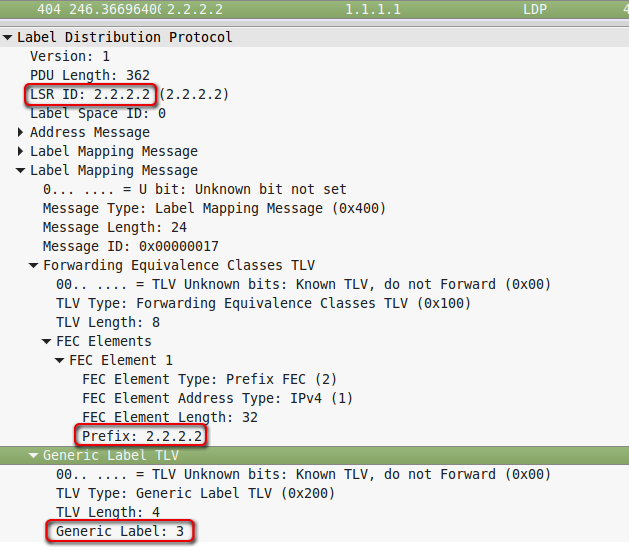 404 246.36696400 2.2.2.2 1.1.1.1 LDP
Label Distribution Protocol
Version: 1
PDU Length: 362
LSR ID: 2.2.2.2 (2.2.2.2)
Label Space ID: 0
Address Message
Label Mapping Message
Label Mapping Message
0... .... = U bit: Unknown bit not set
Message Type: Label Mapping Message (0x400)
Message Length: 24
Message ID: 0x00000017
Forwarding Equivalence Classes TLV
00.. .... = TLV Unknown bits: Known TLV, do not Forward (0x00)
TLV Type: Forwarding Equivalence Classes TLV (0x100)
TLV Length: 8
FEC Elements
FEC Element 1
FEC Element Type: Prefix FEC (2)
FEC Element Address Type: IPv4 (1)
FEC Element Length: 32
Prefix: 2.2.2.2
Generic Label TLV
00.. .... = TLV Unknown bits: Known TLV, do not Forward (0x00)
TLV Type: Generic Label TLV (0x200)
TLV Length: 4
Generic Label: 3